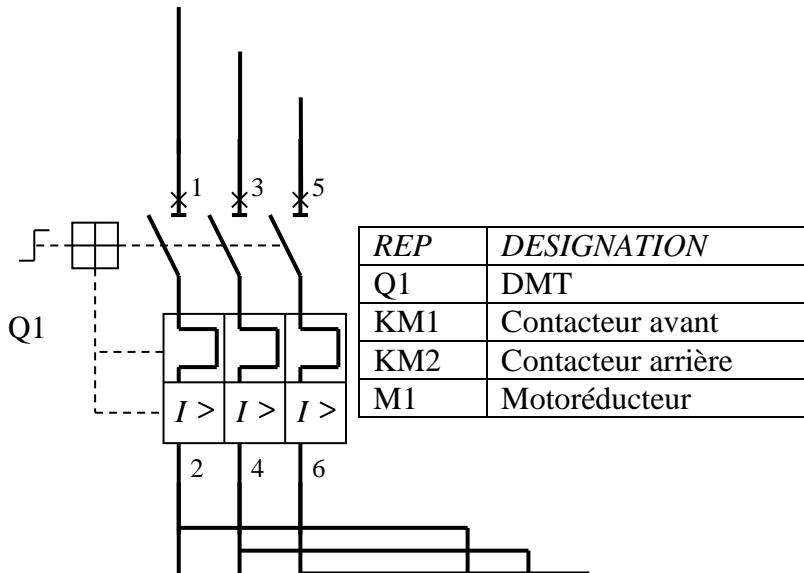 1 3 5
REP DESIGNATION
Q1 DMT
KM1 Contacteur avant
KM2 Contacteur arrière
M1 Motoréducteur
Q1
I > I > I >
2 4 6